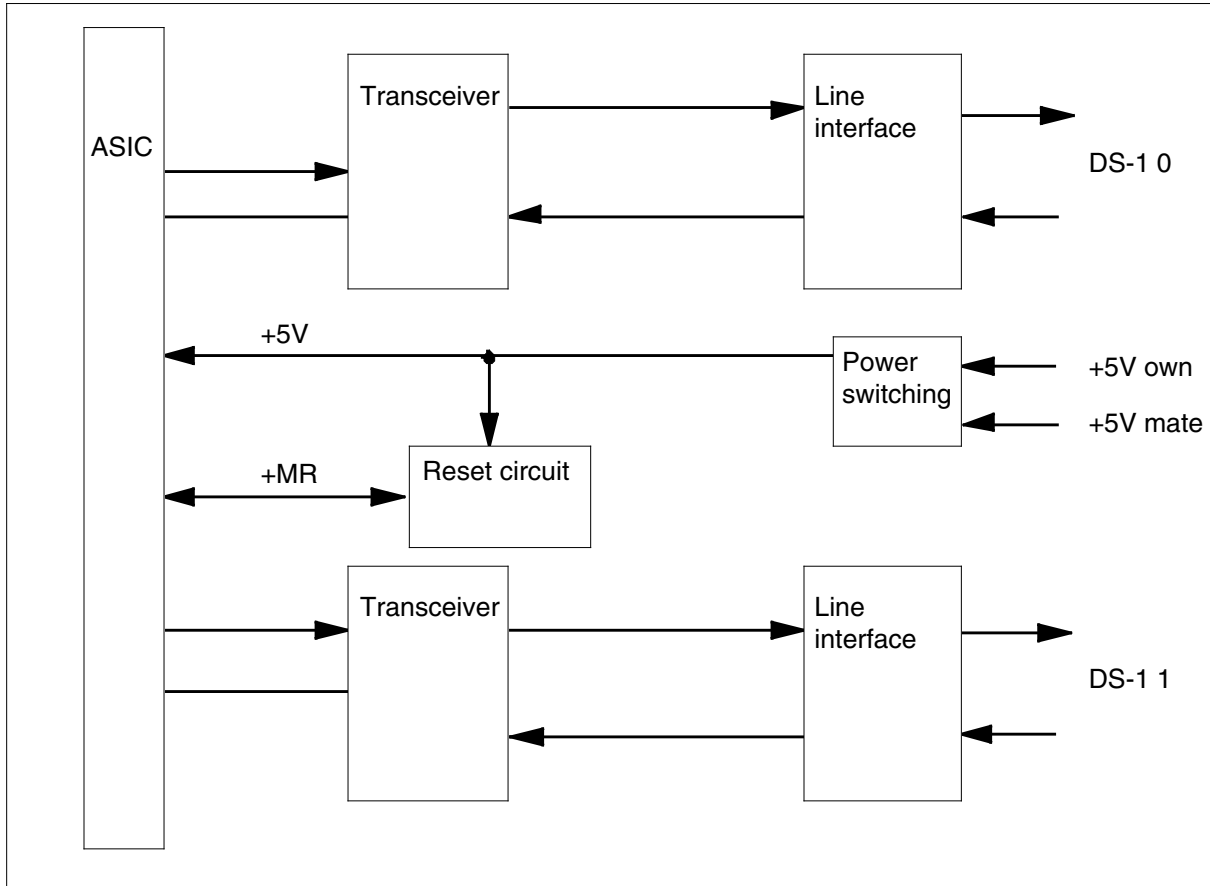 ASIC
Transceiver
Line
interface
DS-1 0
+5V
Power
switching
+5V own
+5V mate
+MR
Reset circuit
Transceiver
Line
interface
DS-1 1